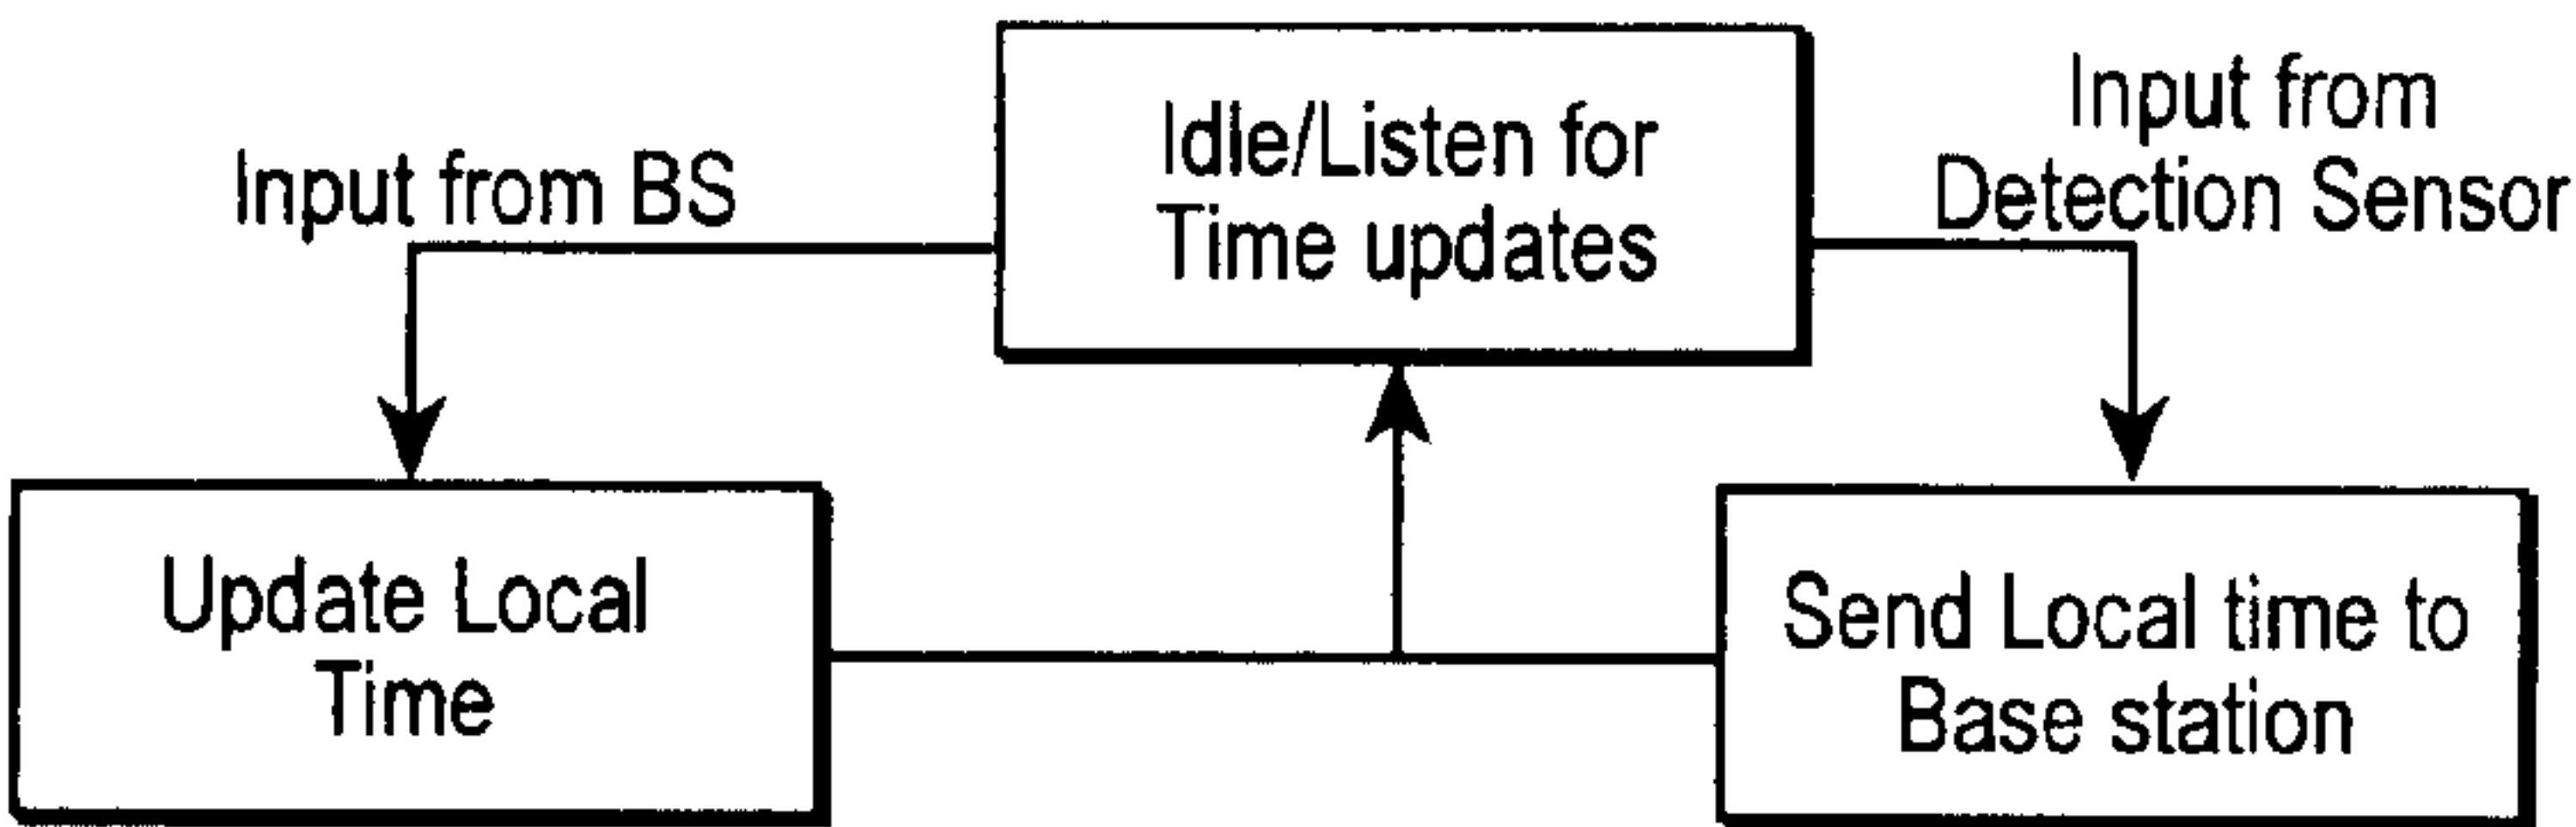 Input from BS
Idle/Listen for
Time updates
Input from
Detection Sensor
Update Local
Time
Send Local time to
Base station